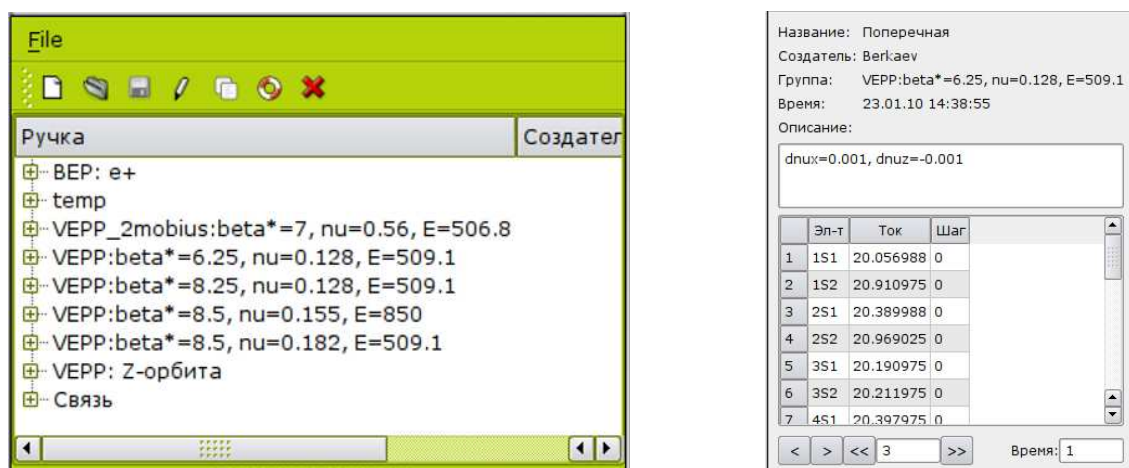 File
Ручка Создател
BEP: e+
temp
VEPP_2mobius:beta*=7, nu=0.56, E=506.8
VEPP:beta*=6.25, nu=0.128, E=509.1
VEPP:beta*=8.25, nu=0.128, E=509.1
VEPP:beta*=8.5, nu=0.155, E=850
VEPP:beta*=8.5, nu=0.182, E=509.1
VEPP: Z-орбита
Связь
Название: Поперечная
Создатель: Berkaev
Группа: VEPP:beta*=6.25, nu=0.128, E=509.1
Время: 23.01.10 14:38:55
Описание:
dnux=0.001, dnuz=-0.001
Эл-т Ток Шаг
1 1S1 20.056988 0
2 1S2 20.910975 0
3 2S1 20.389988 0
4 2S2 20.969025 0
5 3S1 20.190975 0
6 3S2 20.211975 0
7 4S1 20.397975 0
< > << 3 >> Время: 1